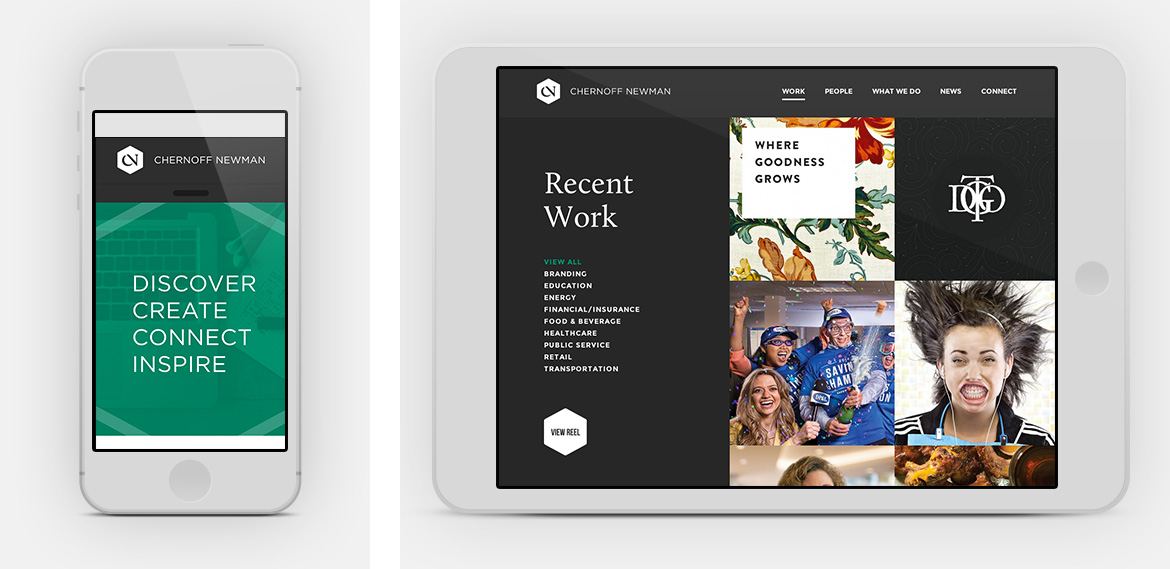 CN CHERNOFF NEWMAN
DISCOVER
CREATE
CONNECT
INSPIRE
CN CHERNOFF NEWMAN
WORK PEOPLE WHAT WE DO NEWS CONNECT
Recent
Work
VIEW ALL
BRANDING
EDUCATION
ENERGY
FINANCIAL/INSURANCE
FOOD & BEVERAGE
HEALTHCARE
PUBLIC SERVICE
RETAIL
TRANSPORTATION
VIEW REEL
WHERE
GOODNESS
GROWS
SAVIN
CHAM